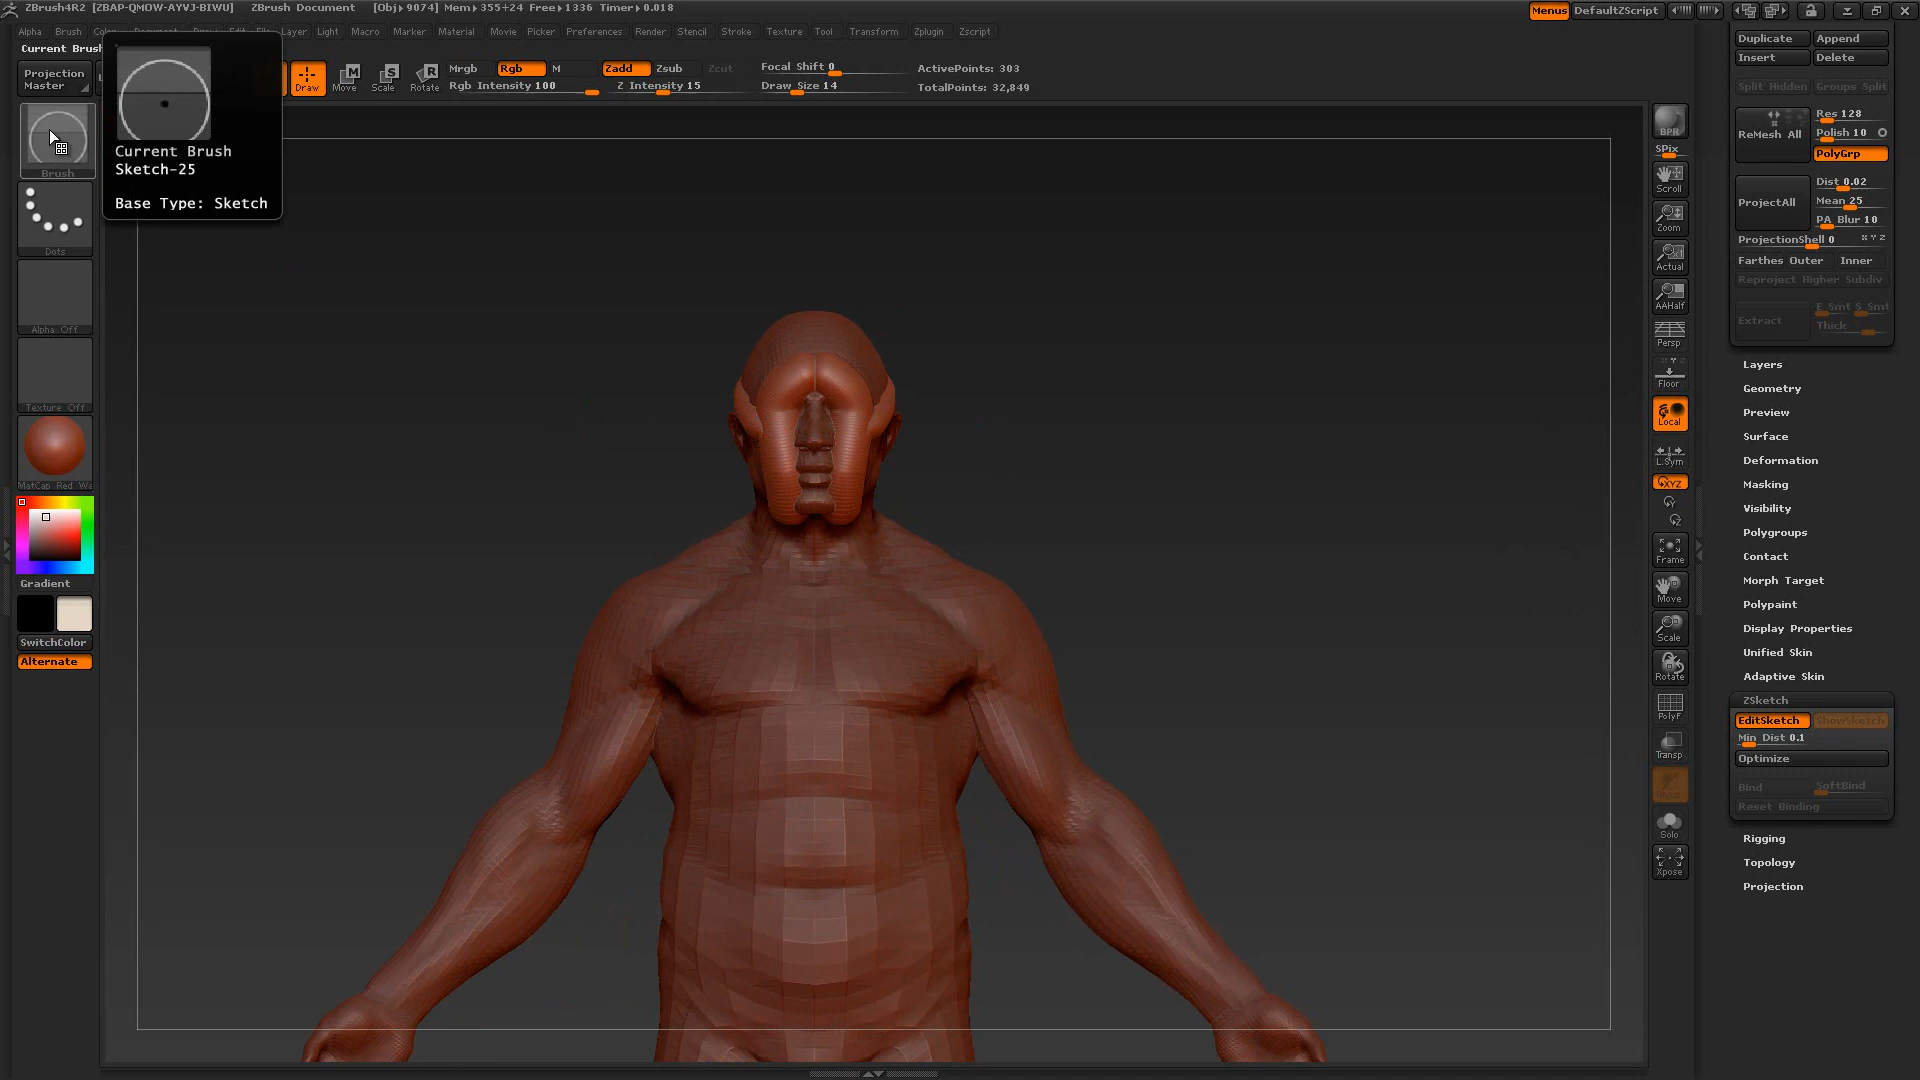 ZBrush4R2 [ZBAP-QMOW-AYVJ-BIWU] ZBrush Document [Obj▸9074] Mem▸355+24 Free▸1336 Timer▸0.018 Menus DefaultZScript
Alpha Brush Layer Light Macro Marker Material Movie Picker Preferences Render Stencil Stroke Texture Tool Transform Zplugin Zscript
Current Brush
Projection Master
Draw Move Scale Rotate
Mrgb Rgb M Zadd Zsub Zcut
Rgb Intensity 100 Z Intensity 15
Focal Shift 0
Draw Size 14
ActivePoints: 303
TotalPoints: 32,849
Current Brush
Sketch-25
Base Type: Sketch
Brush
Dots
Alpha Off
Texture Off
MatCap Red Wa
Gradient
SwitchColor
Alternate
BPR
SPix
Scroll
Zoom
Actual
AAHalf
Persp
Floor
Local
L.Sym
XYZ
Y
Z
Frame
Move
Scale
Rotate
PolyF
Transp
Solo
Xpose
Duplicate Append
Insert Delete
Split Hidden Groups Split
ReMesh All
Res 128
Polish 10
PolyGrp
ProjectAll
Dist 0.02
Mean 25
PA Blur 10
ProjectionShell 0 X Y Z
Farthes Outer Inner
Reproject Higher Subdiv
Extract
E Smt S Smt
Thick
Layers
Geometry
Preview
Surface
Deformation
Masking
Visibility
Polygroups
Contact
Morph Target
Polypaint
Display Properties
Unified Skin
Adaptive Skin
ZSketch
EditSketch ShowSketch
Min Dist 0.1
Optimize
Bind SoftBind
Reset Binding
Rigging
Topology
Projection